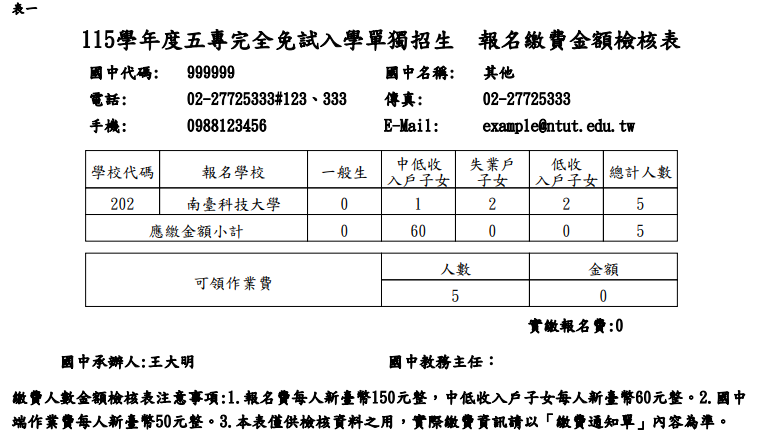 表一
115學年度五專完全免試入學單獨招生　報名繳費金額檢核表
國中代碼: 999999 國中名稱: 其他
電話: 02-27725333#123、333 傳真: 02-27725333
手機: 0988123456 E-Mail: example@ntut.edu.tw
學校代碼 報名學校 一般生 中低收入戶子女 失業戶子女 低收入戶子女 總計人數
202 南臺科技大學 0 1 2 2 5
應繳金額小計 0 60 0 0 5
可領作業費 人數 金額
5 0
實繳報名費:0
國中承辦人:王大明 國中教務主任：
繳費人數金額檢核表注意事項:1.報名費每人新臺幣150元整，中低收入戶子女每人新臺幣60元整。2.國中
端作業費每人新臺幣50元整。3.本表僅供檢核資料之用，實際繳費資訊請以「繳費通知單」內容為準。